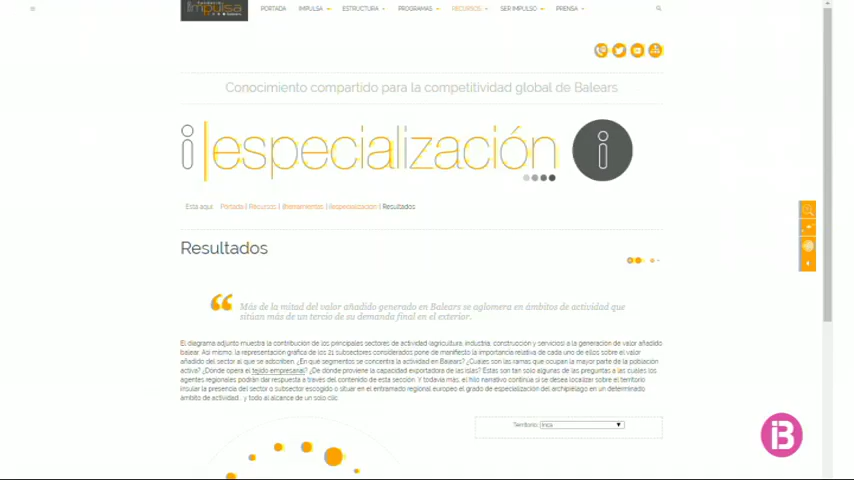 impulsa
Balears
PORTADA IMPULSA ESTRUCTURA PROGRAMAS RECURSOS SER IMPULSO PRENSA
Conocimiento compartido para la competitividad global de Balears
i|especialización i
Está aquí: Portada | Recursos | @herramientas | i|especialización | Resultados
Resultados
“ Más de la mitad del valor añadido generado en Balears se aglomera en ámbitos de actividad que
sitúan más de un tercio de su demanda final en el exterior.
El diagrama adjunto muestra la contribución de los principales sectores de actividad (agricultura, industria, construcción y servicios) a la generación de valor añadido
balear. Así mismo, la representación gráfica de los 21 subsectores considerados pone de manifiesto la importancia relativa de cada uno de ellos sobre el valor
añadido del sector al que se adscriben. ¿En qué segmentos se concentra la actividad en Balears? ¿Cuáles son las ramas que ocupan la mayor parte de la población
activa? ¿Dónde opera el tejido empresarial? ¿De dónde proviene la capacidad exportadora de las islas? Éstas son tan solo algunas de las preguntas a las cuales los
agentes regionales podrán dar respuesta a través del contenido de esta sección. Y todavía más, el hilo narrativo continúa si se desea localizar sobre el territorio
insular la presencia del sector o subsector escogido o situar en el entramado regional europeo el grado de especialización del archipiélago en un determinado
ámbito de actividad... y todo al alcance de un solo clic.
Territorio: Inca
iB